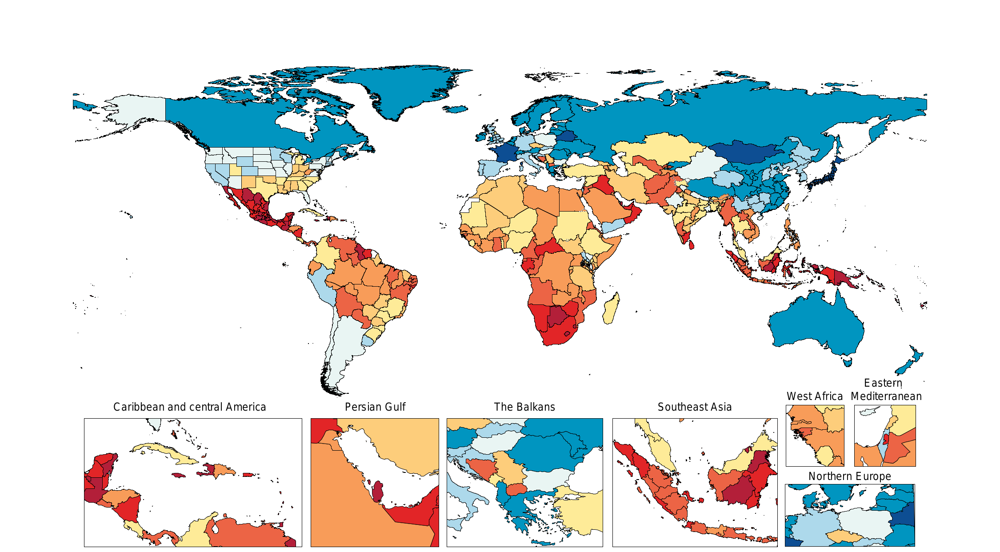 Caribbean and central America
Persian Gulf
The Balkans
Southeast Asia
West Africa
Eastern
Mediterranean
Northern Europe